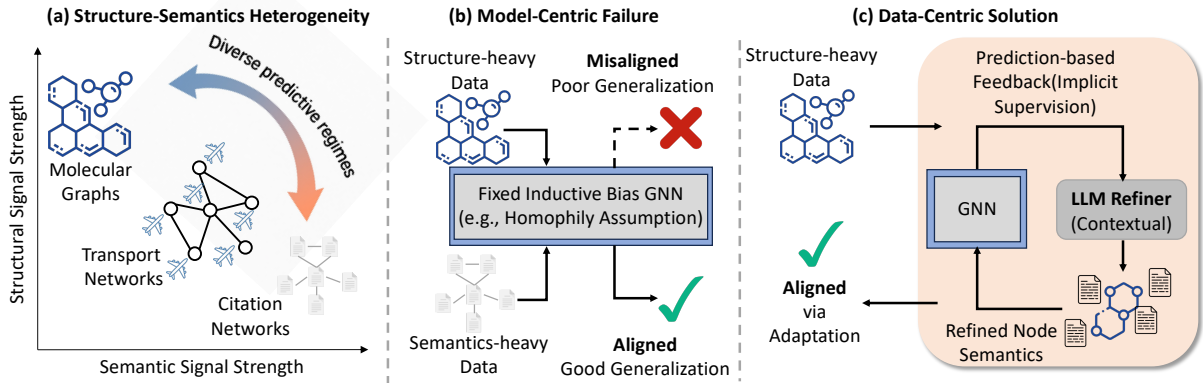 (a) Structure-Semantics Heterogeneity
Structural Signal Strength
Diverse predictive regimes
Molecular
Graphs
Transport
Networks
Citation
Networks
Semantic Signal Strength
(b) Model-Centric Failure
Structure-heavy
Data
Misaligned
Poor Generalization
Fixed Inductive Bias GNN
(e.g., Homophily Assumption)
Semantics-heavy
Data
Aligned
Good Generalization
(c) Data-Centric Solution
Structure-heavy
Data
Prediction-based
Feedback(Implicit
Supervision)
GNN
LLM Refiner
(Contextual)
Aligned
via
Adaptation
Refined Node
Semantics